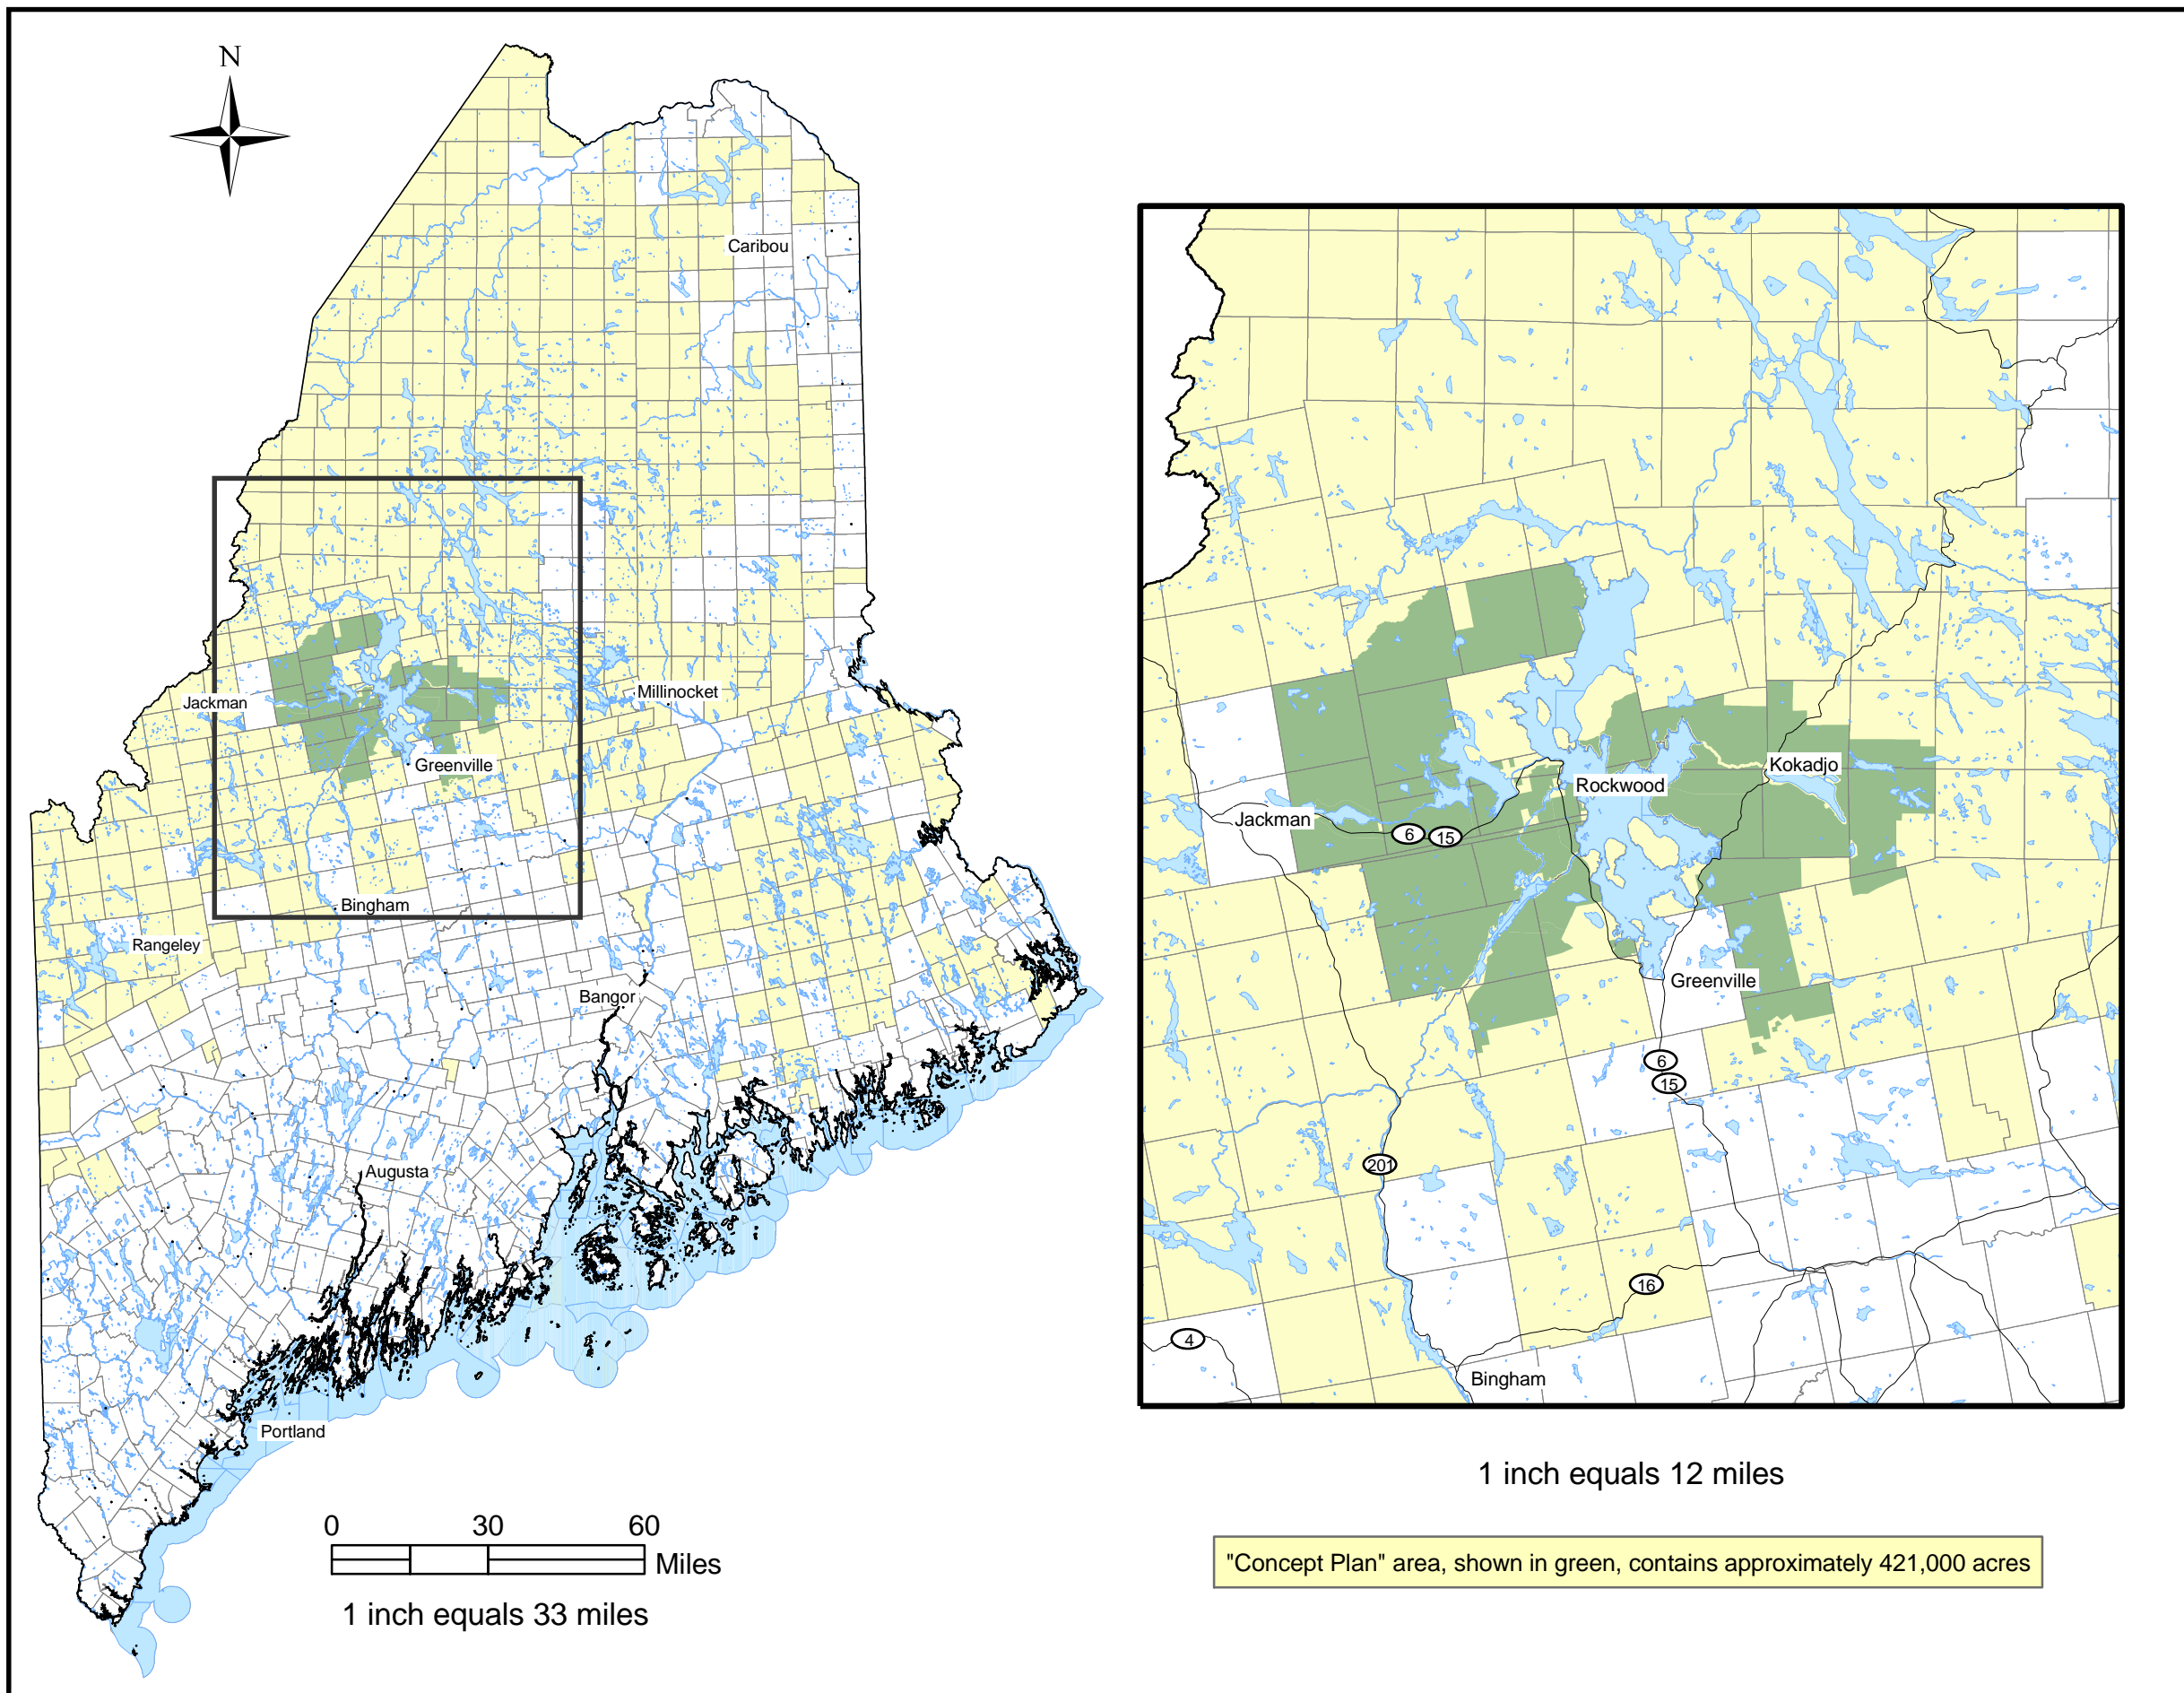 N
Caribou
Jackman
Millinocket
Greenville
Bingham
Rangeley
Bangor
Augusta
Portland
0 30 60
Miles
1 inch equals 33 miles
Kokadjo
Rockwood
Jackman
6 15
Greenville
6
15
201
16
4
Bingham
1 inch equals 12 miles
"Concept Plan" area, shown in green, contains approximately 421,000 acres